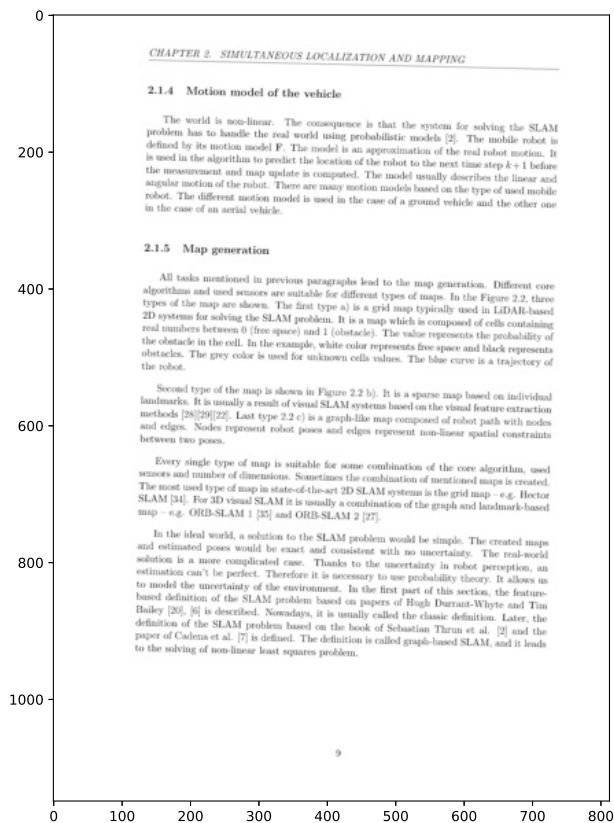 0
200
400
600
800
1000
0 100 200 300 400 500 600 700 800
CHAPTER 2. SIMULTANEOUS LOCALIZATION AND MAPPING
2.1.4 Motion model of the vehicle
The world is non-linear. The consequence is that the system for solving the SLAM
problem has to handle the real world using probabilistic models [2]. The mobile robot is
defined by its motion model F. The model is an approximation of the real robot motion. It
is used in the algorithm to predict the location of the robot to the next time step k + 1 before
the measurement and map update is computed. The model usually describes the linear and
angular motion of the robot. There are many motion models based on the type of used mobile
robot. The different motion model is used in the case of a ground vehicle and the other one
in the case of an aerial vehicle.
2.1.5 Map generation
All tasks mentioned in previous paragraphs lead to the map generation. Different core
algorithms and used sensors are suitable for different types of maps. In the Figure 2.2, three
types of the map are shown. The first type a) is a grid map typically used in LiDAR-based
2D systems for solving the SLAM problem. It is a map which is composed of cells containing
real numbers between 0 (free space) and 1 (obstacle). The value represents the probability of
the obstacle in the cell. In the example, white color represents free space and black represents
obstacles. The grey color is used for unknown cells values. The blue curve is a trajectory of
the robot.
Second type of the map is shown in Figure 2.2 b). It is a sparse map based on individual
landmarks. It is usually a result of visual SLAM systems based on the visual feature extraction
methods [28][29][22]. Last type 2.2 c) is a graph-like map composed of robot path with nodes
and edges. Nodes represent robot poses and edges represent non-linear spatial constraints
between two poses.
Every single type of map is suitable for some combination of the core algorithm, used
sensors and number of dimensions. Sometimes the combination of mentioned maps is created.
The most used type of map in state-of-the-art 2D SLAM systems is the grid map – e.g. Hector
SLAM [34]. For 3D visual SLAM it is usually a combination of the graph and landmark-based
map – e.g. ORB-SLAM 1 [35] and ORB-SLAM 2 [27].
In the ideal world, a solution to the SLAM problem would be simple. The created maps
and estimated poses would be exact and consistent with no uncertainty. The real-world
solution is a more complicated case. Thanks to the uncertainty in robot perception, an
estimation can't be perfect. Therefore it is necessary to use probability theory. It allows us
to model the uncertainty of the environment. In the first part of this section, the feature-
based definition of the SLAM problem based on papers of Hugh Durrant-Whyte and Tim
Bailey [20], [6] is described. Nowadays, it is usually called the classic definition. Later, the
definition of the SLAM problem based on the book of Sebastian Thrun et al. [2] and the
paper of Cadena et al. [7] is defined. The definition is called graph-based SLAM, and it leads
to the solving of non-linear least squares problem.
9